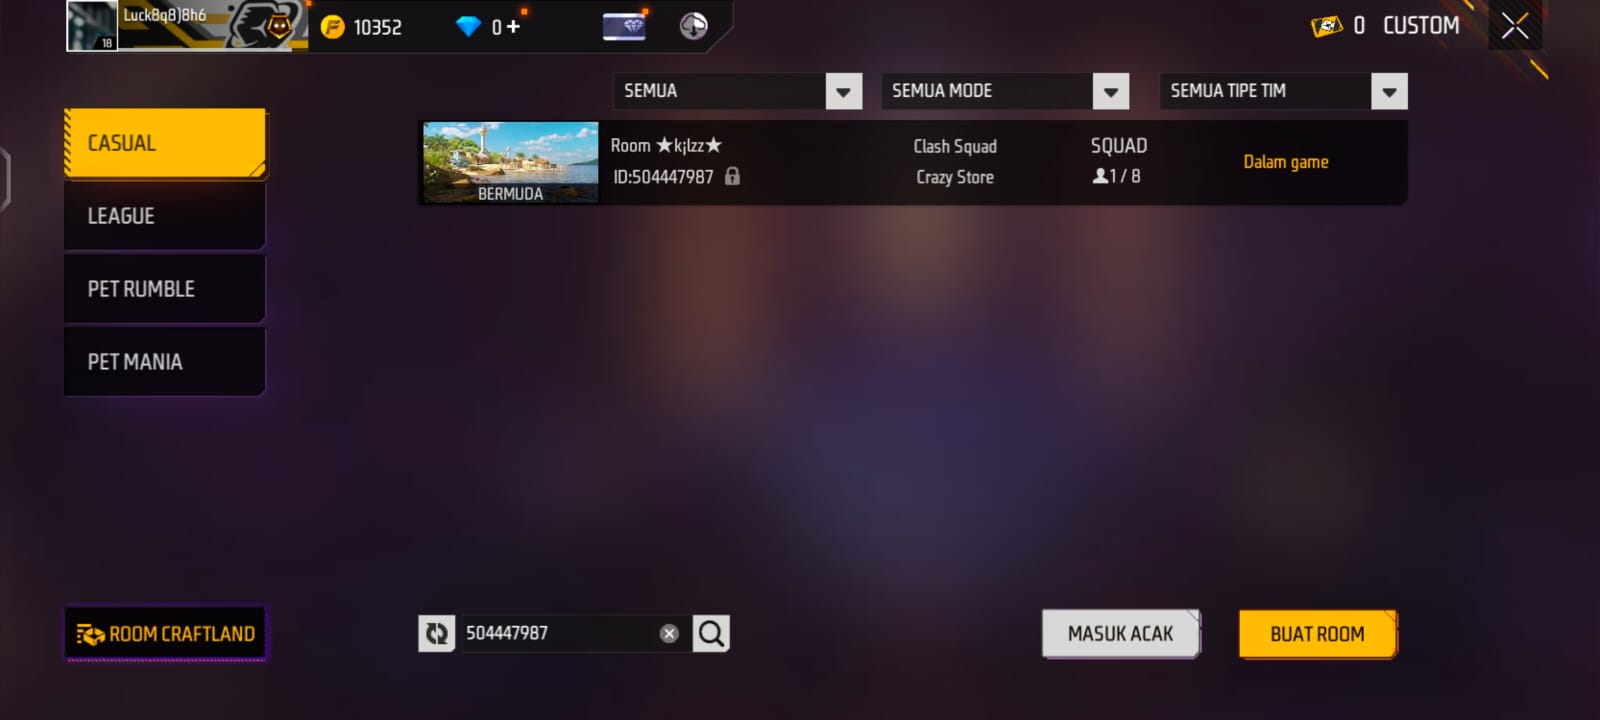 Luck8q8)8h6
18
10352
0+
0 CUSTOM
SEMUA
SEMUA MODE
SEMUA TIPE TIM
CASUAL
LEAGUE
PET RUMBLE
PET MANIA
BERMUDA
Room ★k¡lzz★
ID:504447987
Clash Squad
Crazy Store
SQUAD
1 / 8
Dalam game
ROOM CRAFTLAND
504447987
MASUK ACAK
BUAT ROOM